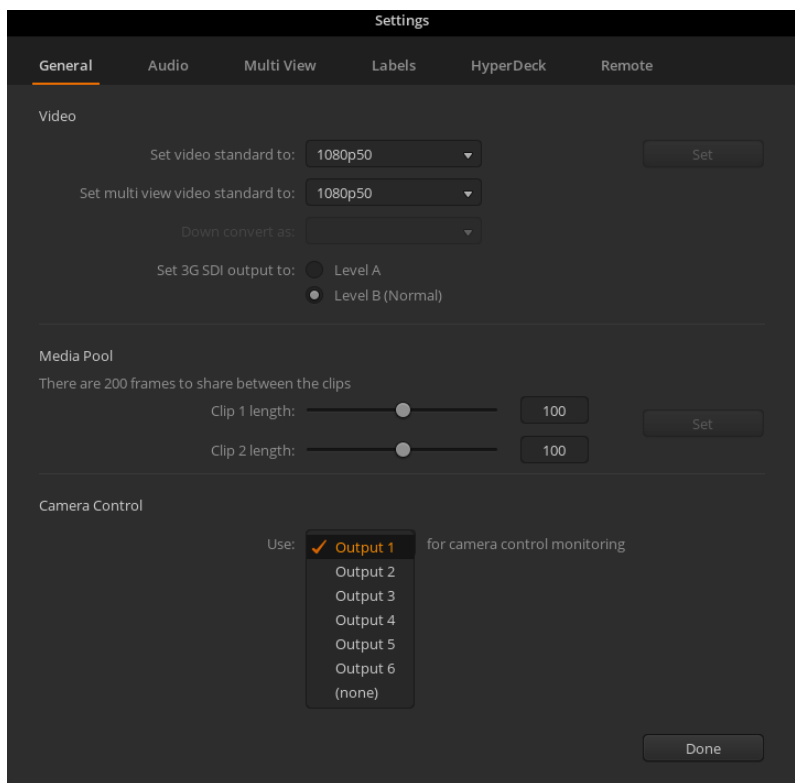 Settings
General Audio Multi View Labels HyperDeck Remote
Video
Set video standard to: 1080p50 Set
Set multi view video standard to: 1080p50
Down convert as:
Set 3G SDI output to: Level A
Level B (Normal)
Media Pool
There are 200 frames to share between the clips
Clip 1 length: 100
Set
Clip 2 length: 100
Camera Control
Use: Output 1 for camera control monitoring
Output 2
Output 3
Output 4
Output 5
Output 6
(none)
Done